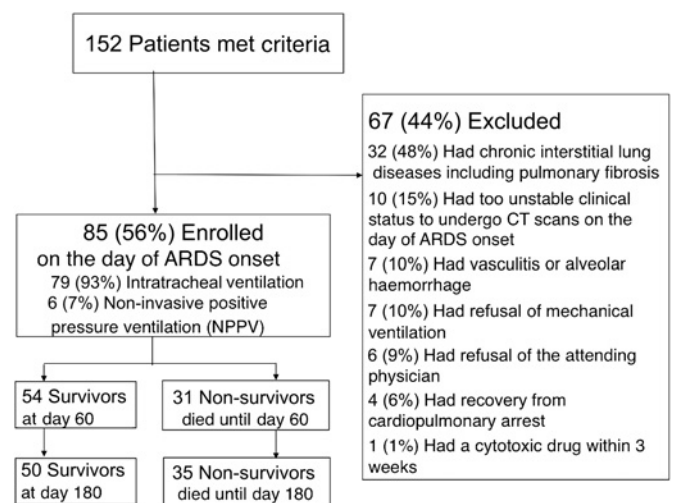 152 Patients met criteria
67 (44%) Excluded
32 (48%) Had chronic interstitial lung
diseases including pulmonary fibrosis
10 (15%) Had too unstable clinical
status to undergo CT scans on the
day of ARDS onset
7 (10%) Had vasculitis or alveolar
haemorrhage
7 (10%) Had refusal of mechanical
ventilation
6 (9%) Had refusal of the attending
physician
4 (6%) Had recovery from
cardiopulmonary arrest
1 (1%) Had a cytotoxic drug within 3
weeks
85 (56%) Enrolled
on the day of ARDS onset
79 (93%) Intratracheal ventilation
6 (7%) Non-invasive positive
pressure ventilation (NPPV)
54 Survivors
at day 60
31 Non-survivors
died until day 60
50 Survivors
at day 180
35 Non-survivors
died until day 180